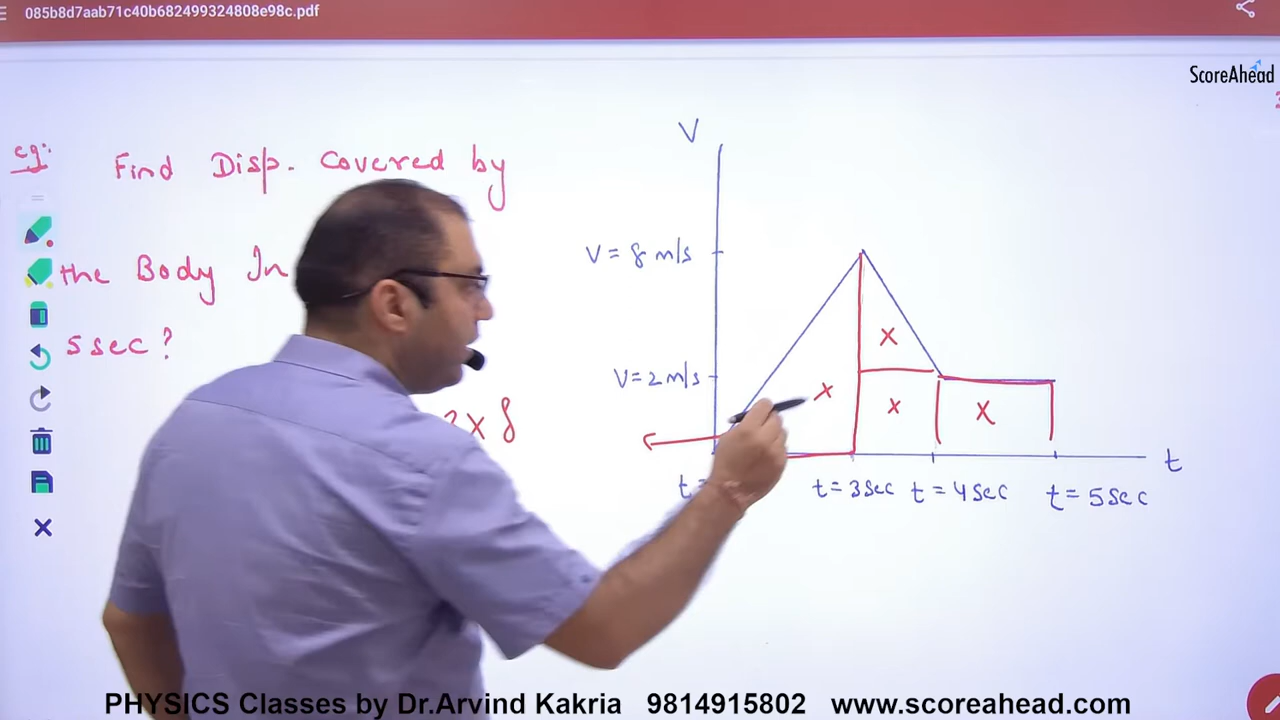 085b8d7aab71c40b682499324808e98c.pdf
ScoreAhead
eg:
Find Disp. Covered by
the Body In
5sec?
x 8
V
V = 8 m/s
V=2 m/s
x
x
x
x
t
t = 3sec t = 4sec t = 5sec
PHYSICS Classes by Dr.Arvind Kakria 9814915802 www.scoreahead.com